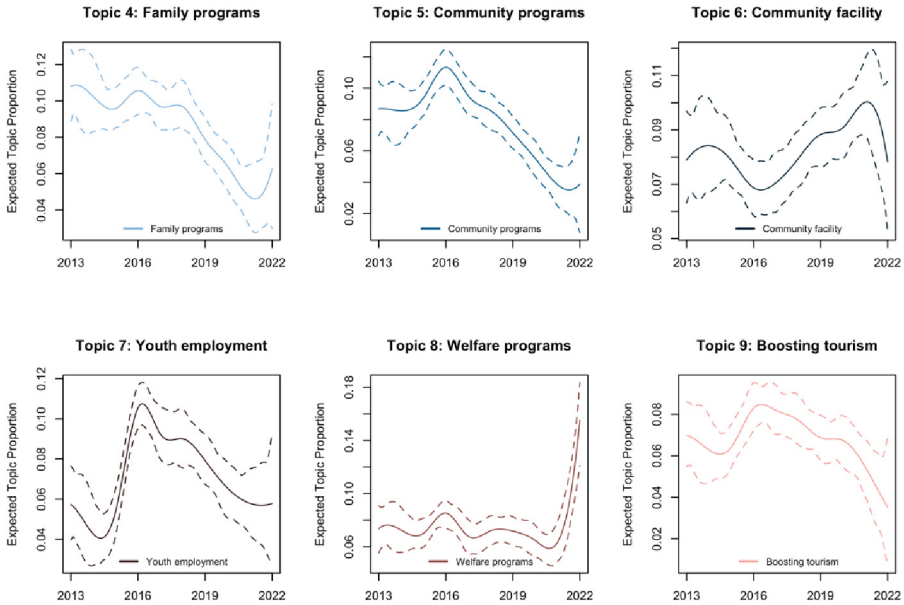 Topic 4: Family programs
Topic 5: Community programs
Topic 6: Community facility
Expected Topic Proportion
0.04 0.06 0.08 0.10 0.12
Family programs
2013 2016 2019 2022
Expected Topic Proportion
0.02 0.06 0.10
Community programs
2013 2016 2019 2022
Expected Topic Proportion
0.05 0.07 0.09 0.11
Community facility
2013 2016 2019 2022
Topic 7: Youth employment
Topic 8: Welfare programs
Topic 9: Boosting tourism
Expected Topic Proportion
0.04 0.06 0.08 0.10 0.12
Youth employment
2013 2016 2019 2022
Expected Topic Proportion
0.06 0.10 0.14 0.18
Welfare programs
2013 2016 2019 2022
Expected Topic Proportion
0.02 0.04 0.06 0.08
Boosting tourism
2013 2016 2019 2022